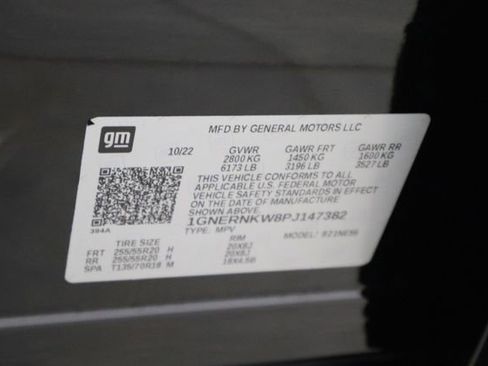 gm
MFD BY GENERAL MOTORS LLC
10/22 GVWR GAWR FRT GAWR RR
2800 KG 1450 KG 1600 KG
6173 LB 3196 LB 3527 LB
THIS VEHICLE CONFORMS TO ALL
APPLICABLE U.S. FEDERAL MOTOR
VEHICLE SAFETY STANDARDS IN EFFECT
ON THE DATE OF MANUFACTURE
SHOWN ABOVE.
384A 1GNERNKW8PJ147382
TYPE: MPV MODEL:
TIRE SIZE RIM
FRT 255/55R20 H 20X8J
RR 255/55R20 H 20X8J
SPA T135/70R18 M 18X4.5B